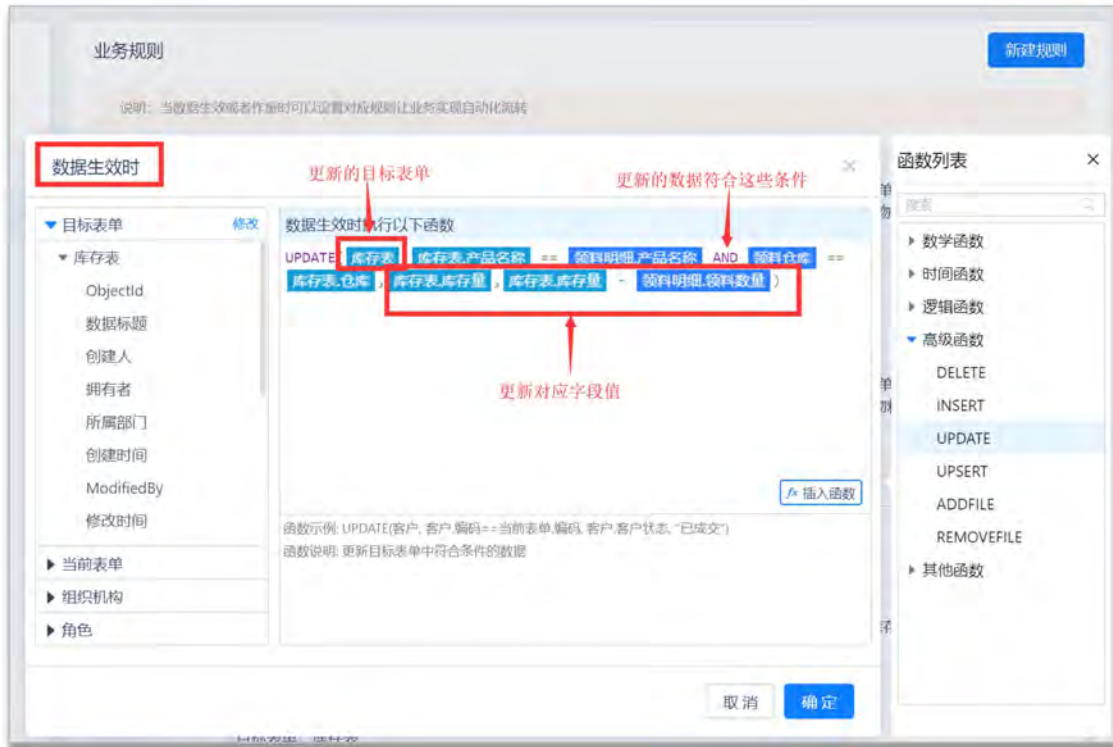 业务规则
新建规则
说明: 当数据生效或者作废时可以设置对应规则让业务实现自动化流转
数据生效时
×
更新的目标表单
更新的数据符合这些条件
目标表单
修改
库存表
ObjectId
数据标题
创建人
拥有者
所属部门
创建时间
ModifiedBy
修改时间
当前表单
组织机构
角色
数据生效时执行以下函数
UPDATE( 库存表 , 库存表.产品名称 == 领料明细.产品名称 AND 领料仓库 ==
库存表.仓库 , 库存表.库存量 , 库存表.库存量 - 领料明细.领料数量 )
更新对应字段值
fx 插入函数
函数示例: UPDATE(客户, 客户.编码==当前表单.编码, 客户.客户状态, "已成交")
函数说明: 更新目标表单中符合条件的数据
取消
确定
函数列表
×
搜索
数学函数
时间函数
逻辑函数
高级函数
DELETE
INSERT
UPDATE
UPSERT
ADDFILE
REMOVEFILE
其他函数